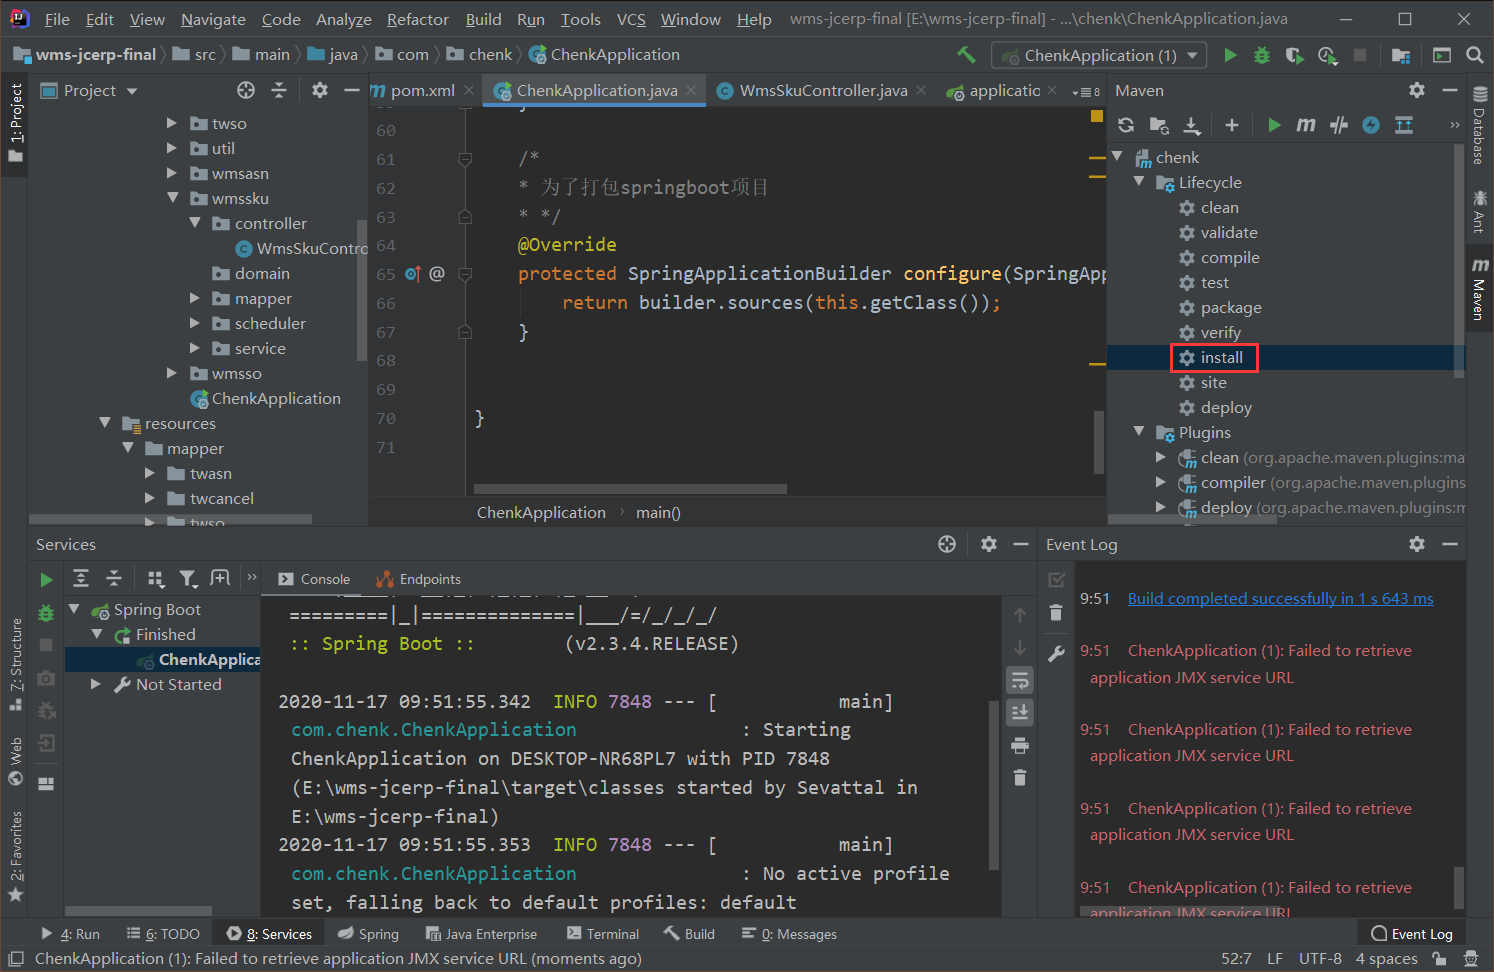 File Edit View Navigate Code Analyze Refactor Build Run Tools VCS Window Help wms-jcerp-final [E:\wms-jcerp-final] - ...\chenk\ChenkApplication.java
wms-jcerp-final src main java com chenk ChenkApplication
ChenkApplication (1)
1: Project
Project
pom.xml
ChenkApplication.java
WmsSkuController.java
applicatio
8
Maven
twso
util
wmsasn
wmssku
controller
WmsSkuContro
domain
mapper
scheduler
service
wmsso
ChenkApplication
resources
mapper
twasn
twcancel
twso
60
61 /*
62 * 为了打包springboot项目
63 * */
64 @Override
65 protected SpringApplicationBuilder configure(SpringApp
66 return builder.sources(this.getClass());
67 }
68
69
70 }
71
ChenkApplication main()
chenk
Lifecycle
clean
validate
compile
test
package
verify
install
site
deploy
Plugins
clean (org.apache.maven.plugins:ma
compiler (org.apache.maven.plugins
deploy (org.apache.maven.plugins:m
Database
Ant
Maven
Services
Console
Endpoints
Spring Boot
Finished
ChenkApplica
Not Started
=========|_|==============|___/=/_/_/_/
:: Spring Boot :: (v2.3.4.RELEASE)
2020-11-17 09:51:55.342 INFO 7848 --- [ main]
com.chenk.ChenkApplication : Starting
ChenkApplication on DESKTOP-NR68PL7 with PID 7848
(E:\wms-jcerp-final\target\classes started by Sevattal in
E:\wms-jcerp-final)
2020-11-17 09:51:55.353 INFO 7848 --- [ main]
com.chenk.ChenkApplication : No active profile
set, falling back to default profiles: default
Event Log
9:51 Build completed successfully in 1 s 643 ms
9:51 ChenkApplication (1): Failed to retrieve
application JMX service URL
9:51 ChenkApplication (1): Failed to retrieve
application JMX service URL
9:51 ChenkApplication (1): Failed to retrieve
application JMX service URL
9:51 ChenkApplication (1): Failed to retrieve
application JMX service URL
7: Structure
Web
2: Favorites
4: Run 6: TODO 8: Services Spring Java Enterprise Terminal Build 0: Messages Event Log
ChenkApplication (1): Failed to retrieve application JMX service URL (moments ago) 52:7 LF UTF-8 4 spaces